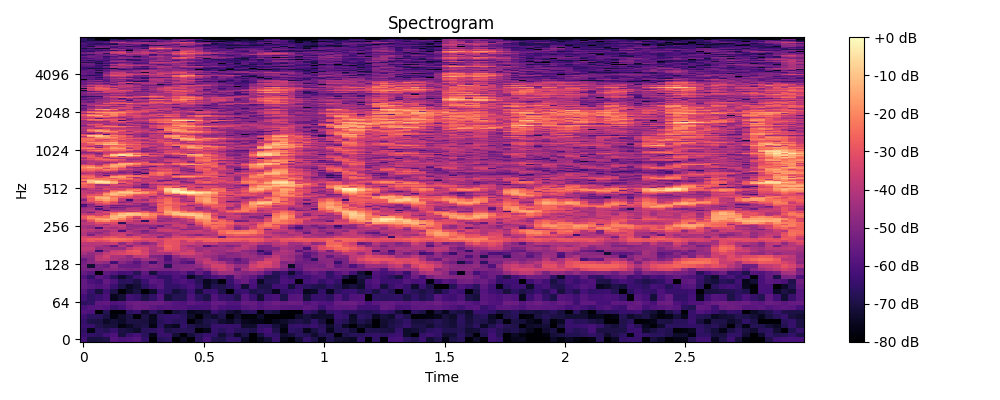 Spectrogram
Hz
4096
2048
1024
512
256
128
64
0
0
0.5
1
1.5
2
2.5
Time
+0 dB
-10 dB
-20 dB
-30 dB
-40 dB
-50 dB
-60 dB
-70 dB
-80 dB